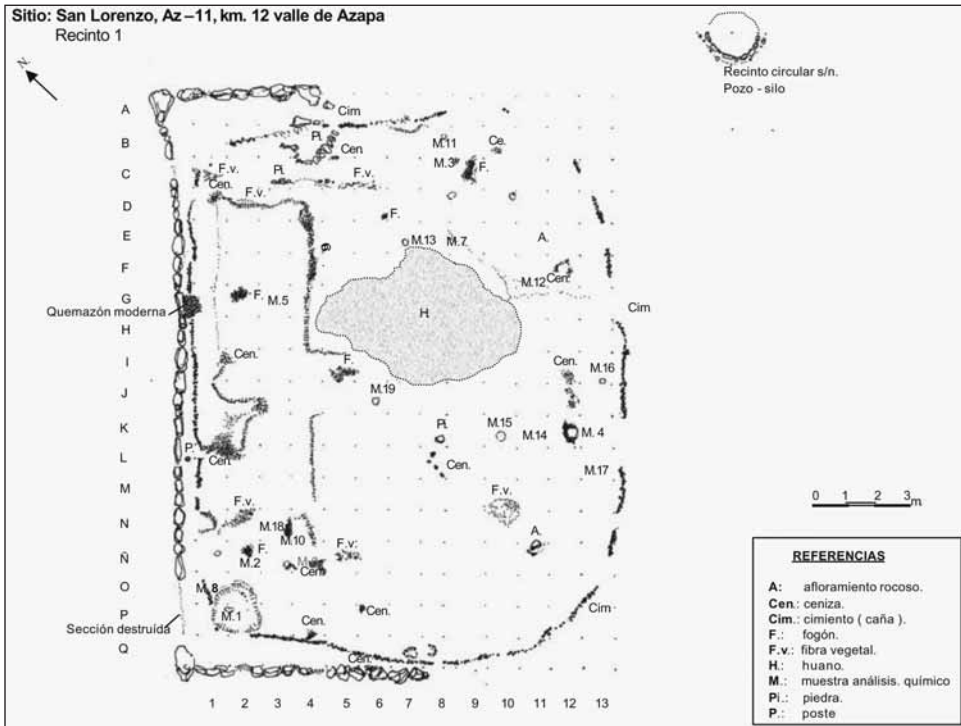 Sitio: San Lorenzo, Az –11, km. 12 valle de Azapa
Recinto 1
N
Recinto circular s/n.
Pozo - silo
A Cim
B Pi. Cen M.11 Ce.
C F.v. Cen. Pi. F.v. M.3 F.
D F.v. F.
E M.13 M.7 A.
F M.12 Cen.
G F. M.5 Cim
Quemazón moderna
H H.
I Cen. F. Cen. M.16
J M.19
K Pi. M.15 M.14 M. 4
L P. Cen. Cen. M.17
M F.v.
N F.v. M.18 M.10
Ñ F. M.2 Cen. F.v.
O M. 8
P M.1 Cen. Cim
Sección destruída
Q Cen. Cen.
1 2 3 4 5 6 7 8 9 10 11 12 13
A.
0 1 2 3 m
REFERENCIAS
A: afloramiento rocoso.
Cen.: ceniza.
Cim.: cimiento ( caña ).
F.: fogón.
F.v.: fibra vegetal.
H.: huano.
M.: muestra análisis. químico
Pi.: piedra.
P.: poste